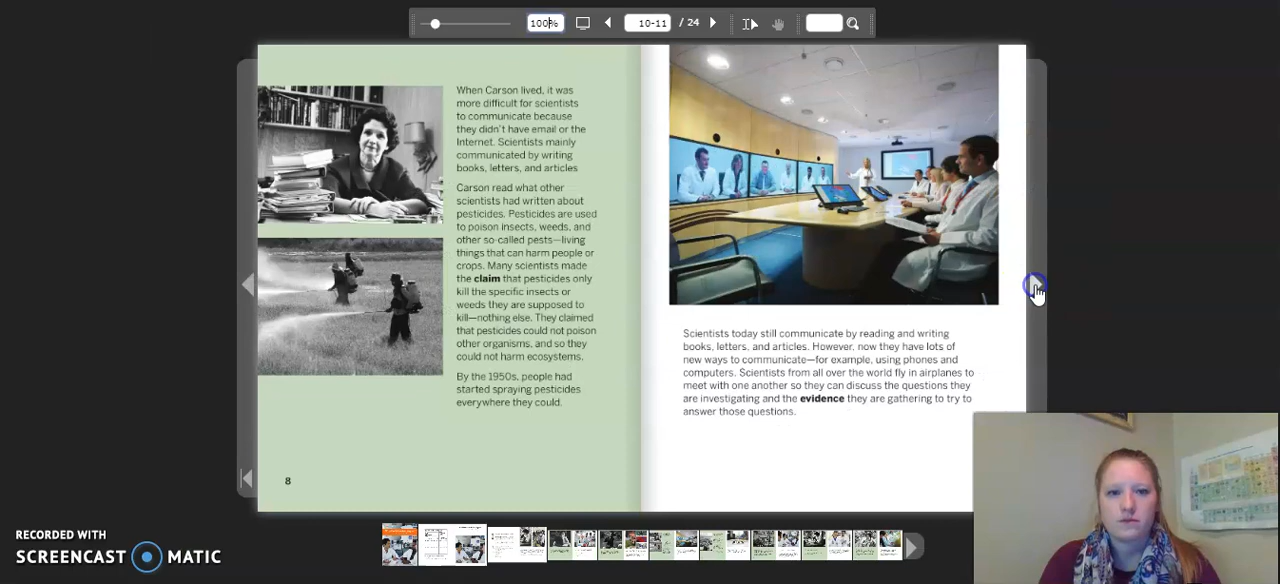 100%
10-11
/ 24
When Carson lived, it was
more difficult for scientists
to communicate because
they didn't have email or the
Internet. Scientists mainly
communicated by writing
books, letters, and articles
Carson read what other
scientists had written about
pesticides. Pesticides are used
to poison insects, weeds, and
other so-called pests—living
things that can harm people or
crops. Many scientists made
the claim that pesticides only
kill the specific insects or
weeds they are supposed to
kill—nothing else. They claimed
that pesticides could not poison
other organisms, and so they
could not harm ecosystems.
By the 1950s, people had
started spraying pesticides
everywhere they could.
8
Scientists today still communicate by reading and writing
books, letters, and articles. However, now they have lots of
new ways to communicate—for example, using phones and
computers. Scientists from all over the world fly in airplanes to
meet with one another so they can discuss the questions they
are investigating and the evidence they are gathering to try to
answer those questions.
RECORDED WITH
SCREENCAST MATIC